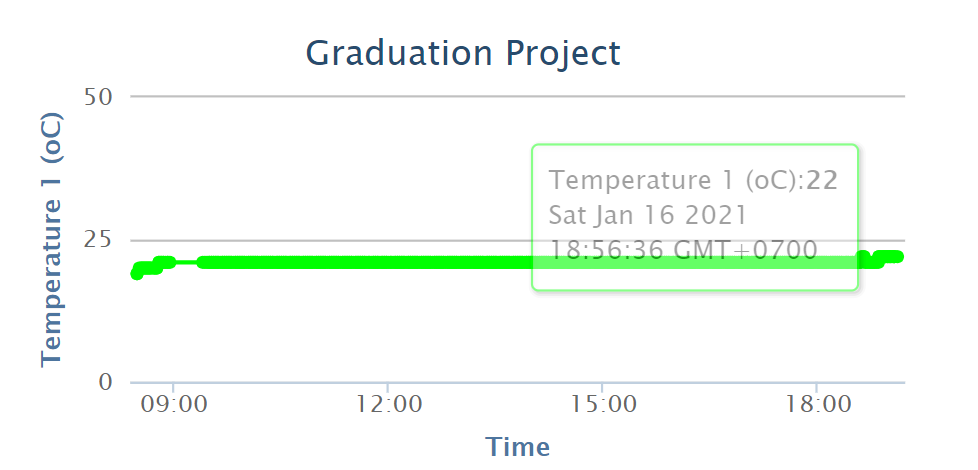 Graduation Project
Temperature 1 (oC)
50
25
0
Temperature 1 (oC):22
Sat Jan 16 2021
18:56:36 GMT+0700
09:00 12:00 15:00 18:00
Time